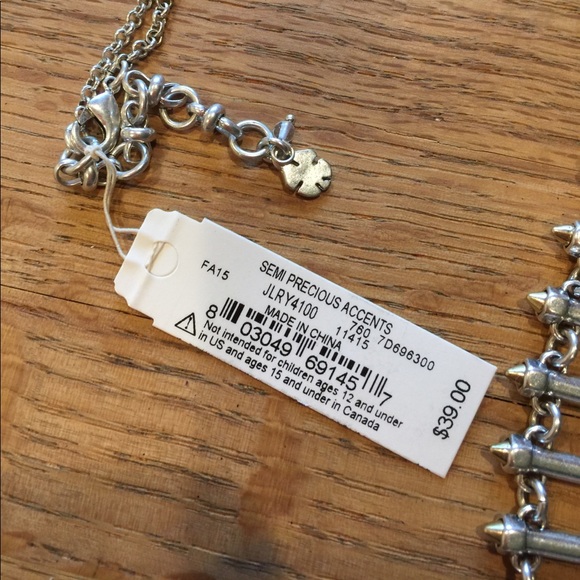 FA15
SEMI PRECIOUS ACCENTS
JLRY4100 760 7D696300
MADE IN CHINA 11415
8 03049 69145 7
Not intended for children ages 12 and under
in US and ages 15 and under in Canada
$39.00